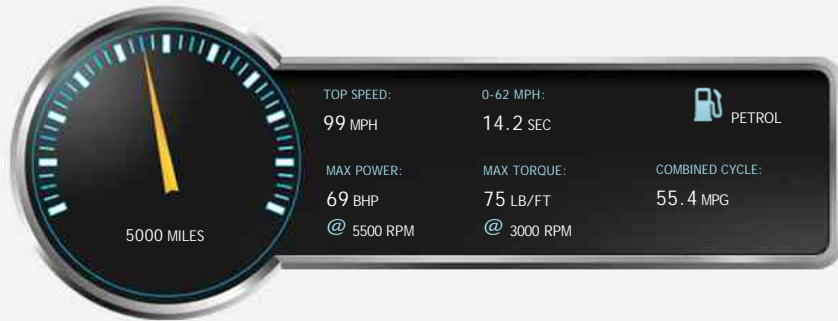 5000 MILES
TOP SPEED:
99 MPH
0-62 MPH:
14.2 SEC
PETROL
MAX POWER:
69 BHP
@ 5500 RPM
MAX TORQUE:
75 LB/FT
@ 3000 RPM
COMBINED CYCLE:
55.4 MPG